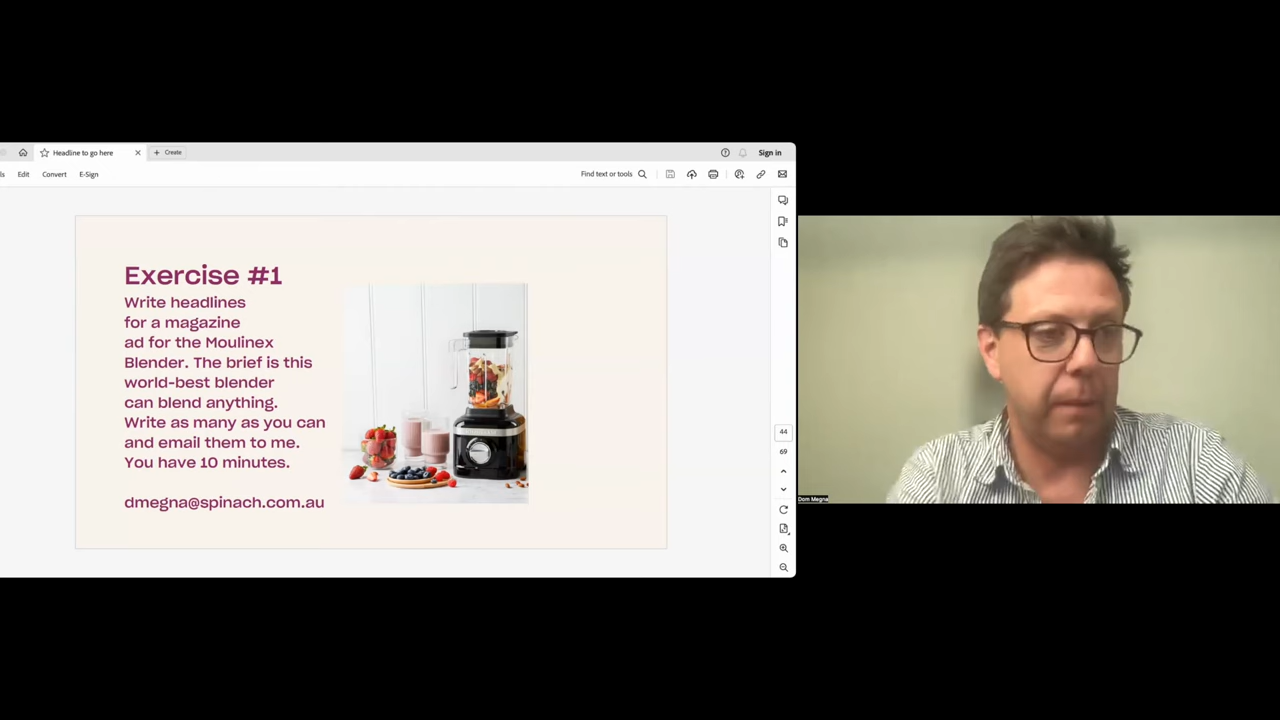 Headline to go here
Create
Sign in
Edit
Convert
E-Sign
Find text or tools
Exercise #1
Write headlines
for a magazine
ad for the Moulinex
Blender. The brief is this
world-best blender
can blend anything.
Write as many as you can
and email them to me.
You have 10 minutes.
dmegna@spinach.com.au
44
69
Dom Megna